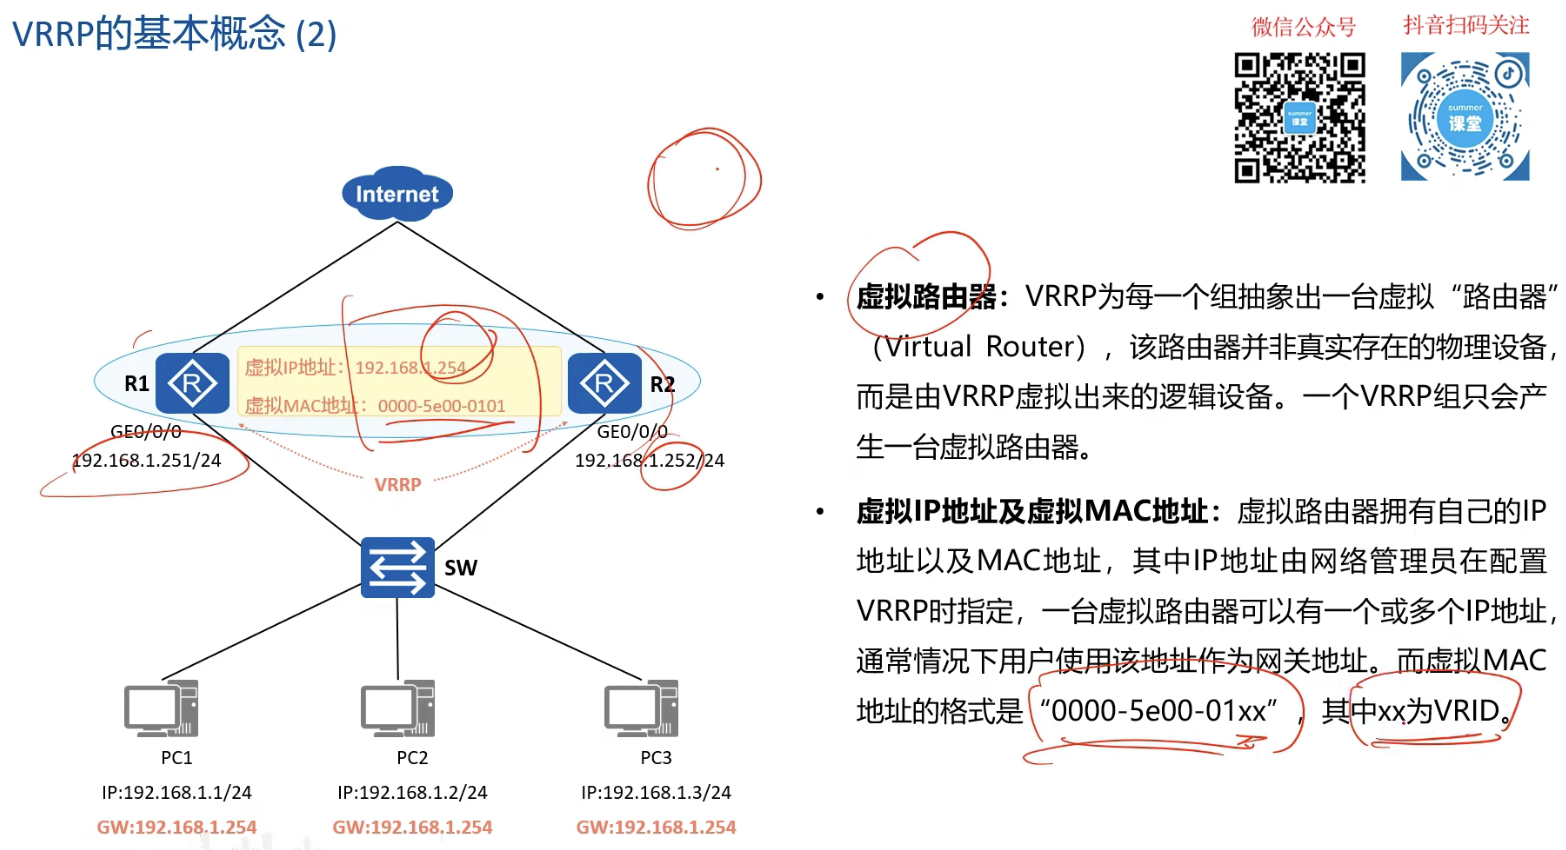 VRRP的基本概念 (2)
微信公众号
抖音扫码关注
summer
课堂
summer
课堂
Internet
R1
R
虚拟IP地址：192.168.1.254
虚拟MAC地址：0000-5e00-0101
R
R2
GE0/0/0
192.168.1.251/24
GE0/0/0
192.168.1.252/24
VRRP
SW
PC1
IP:192.168.1.1/24
GW:192.168.1.254
PC2
IP:192.168.1.2/24
GW:192.168.1.254
PC3
IP:192.168.1.3/24
GW:192.168.1.254
• 虚拟路由器：VRRP为每一个组抽象出一台虚拟“路由器”
（Virtual Router），该路由器并非真实存在的物理设备，
而是由VRRP虚拟出来的逻辑设备。一个VRRP组只会产
生一台虚拟路由器。
• 虚拟IP地址及虚拟MAC地址：虚拟路由器拥有自己的IP
地址以及MAC地址，其中IP地址由网络管理员在配置
VRRP时指定，一台虚拟路由器可以有一个或多个IP地址，
通常情况下用户使用该地址作为网关地址。而虚拟MAC
地址的格式是“0000-5e00-01xx”，其中xx为VRID。